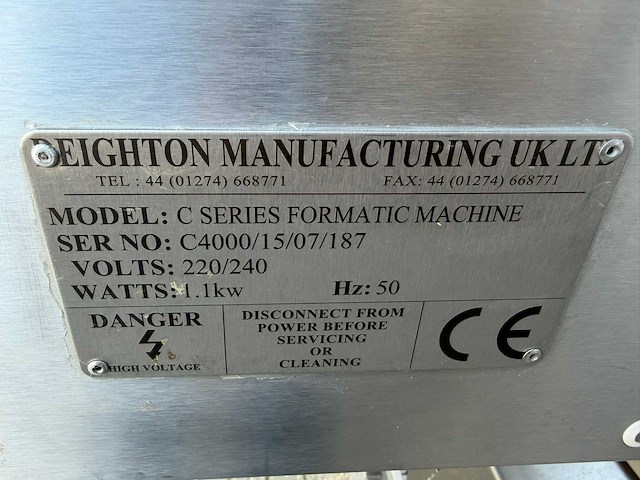 DEIGHTON MANUFACTURING UK LTD
TEL : 44 (01274) 668771 FAX: 44 (01274) 668771
MODEL: C SERIES FORMATIC MACHINE
SER NO: C4000/15/07/187
VOLTS: 220/240
WATTS: 1.1kw Hz: 50
DANGER
HIGH VOLTAGE
DISCONNECT FROM
POWER BEFORE
SERVICING
OR
CLEANING
CE